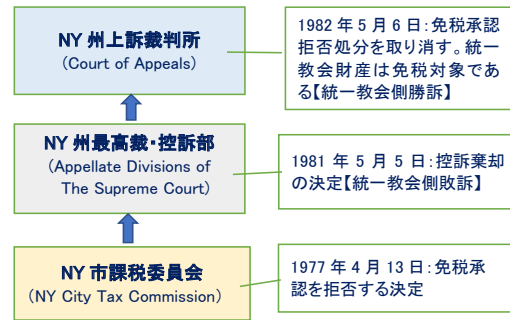 NY 州上訴裁判所
(Court of Appeals)
1982 年 5 月 6 日:免税承認
拒否処分を取り消す。統一
教会財産は免税対象であ
る【統一教会側勝訴】
NY 州最高裁・控訴部
(Appellate Divisions of
The Supreme Court)
1981 年 5 月 5 日:控訴棄却
の決定【統一教会側敗訴】
NY 市課税委員会
(NY City Tax Commission)
1977 年 4 月 13 日:免税承
認を拒否する決定